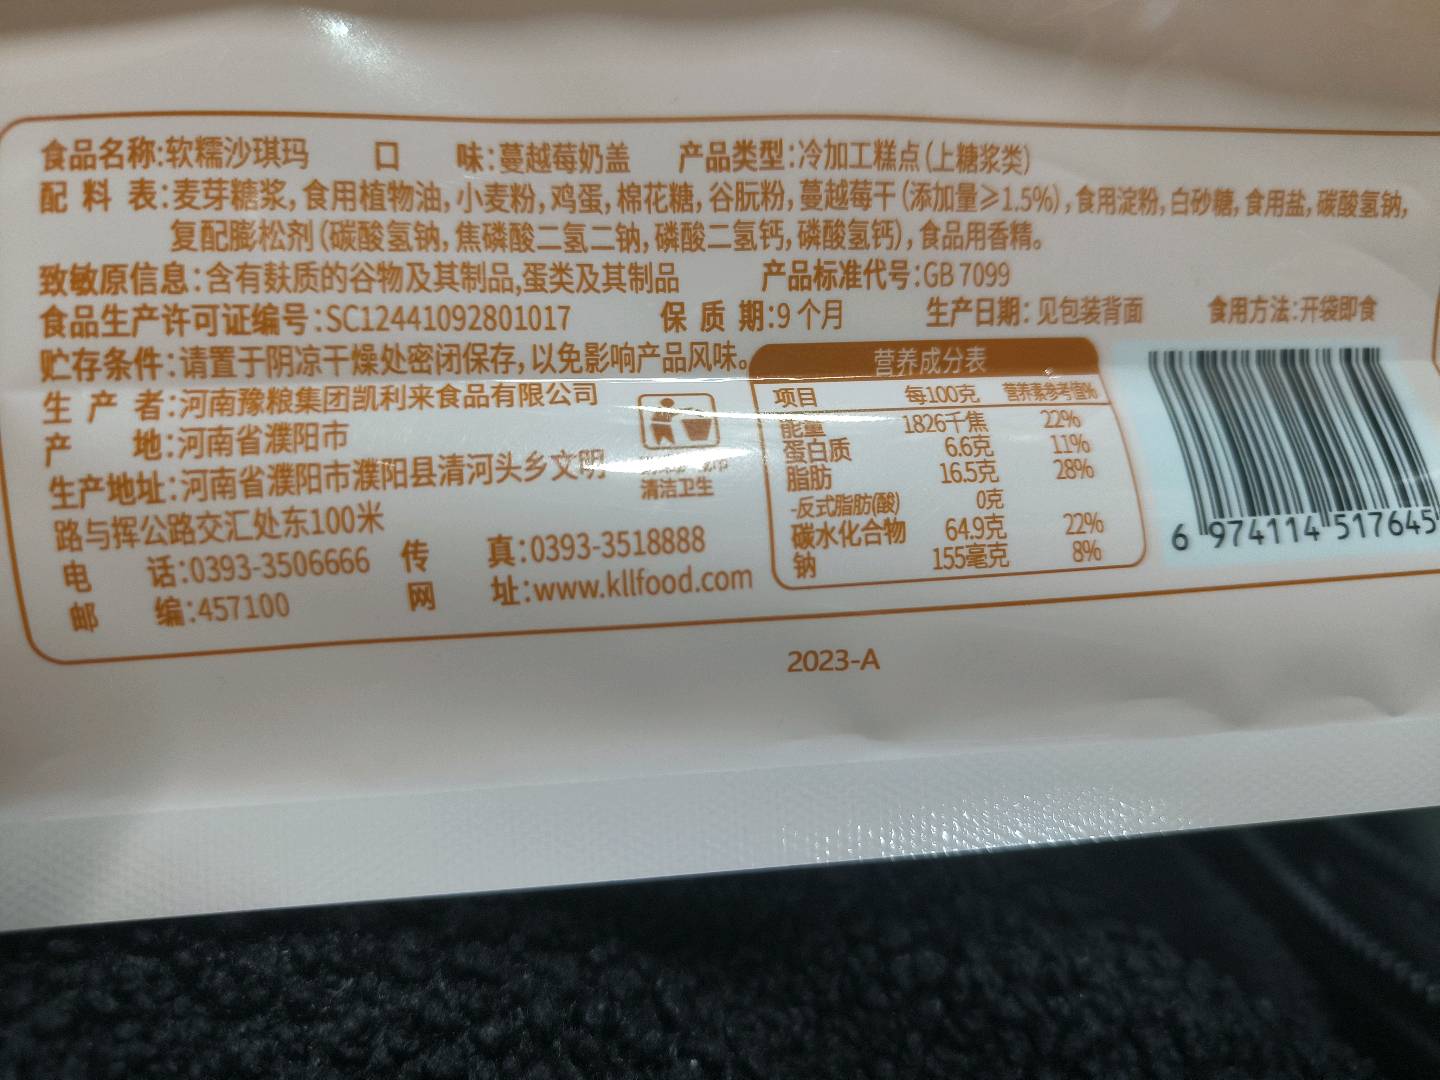 食品名称:软糯沙琪玛 口 味:蔓越莓奶盖 产品类型:冷加工糕点(上糖浆类)
配 料 表:麦芽糖浆,食用植物油,小麦粉,鸡蛋,棉花糖,谷朊粉,蔓越莓干(添加量≥1.5%),食用淀粉,白砂糖,食用盐,碳酸氢钠,
复配膨松剂(碳酸氢钠,焦磷酸二氢二钠,磷酸二氢钙,磷酸氢钙),食品用香精。
致敏原信息:含有麸质的谷物及其制品,蛋类及其制品 产品标准代号:GB 7099
食品生产许可证编号:SC12441092801017 保 质 期:9个月 生产日期:见包装背面 食用方法:开袋即食
贮存条件:请置于阴凉干燥处密闭保存,以免影响产品风味。
生 产 者:河南豫粮集团凯利来食品有限公司
产 地:河南省濮阳市
生产地址:河南省濮阳市濮阳县清河头乡文明
路与挥公路交汇处东100米
电 话:0393-3506666 传 真:0393-3518888
邮 编:457100 网 址:www.kllfood.com
清洁卫生
营养成分表
项目 每100克 营养素参考值%
能量 1826千焦 22%
蛋白质 6.6克 11%
脂肪 16.5克 28%
-反式脂肪(酸) 0克
碳水化合物 64.9克 22%
钠 155毫克 8%
6 974114 517645
2023-A